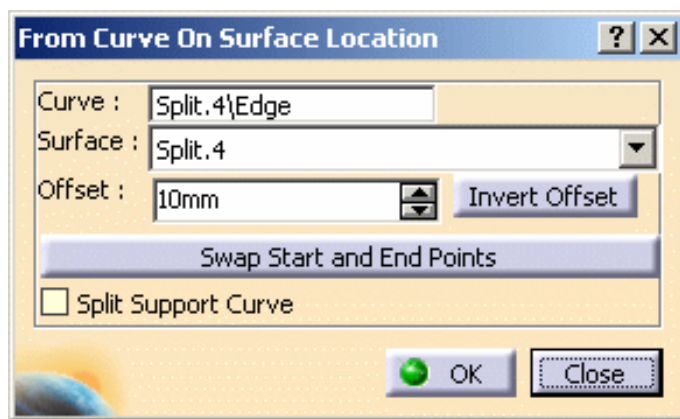 From Curve On Surface Location ? X
Curve : Split.4\Edge
Surface : Split.4
Offset : 10mm Invert Offset
Swap Start and End Points
Split Support Curve
OK Close